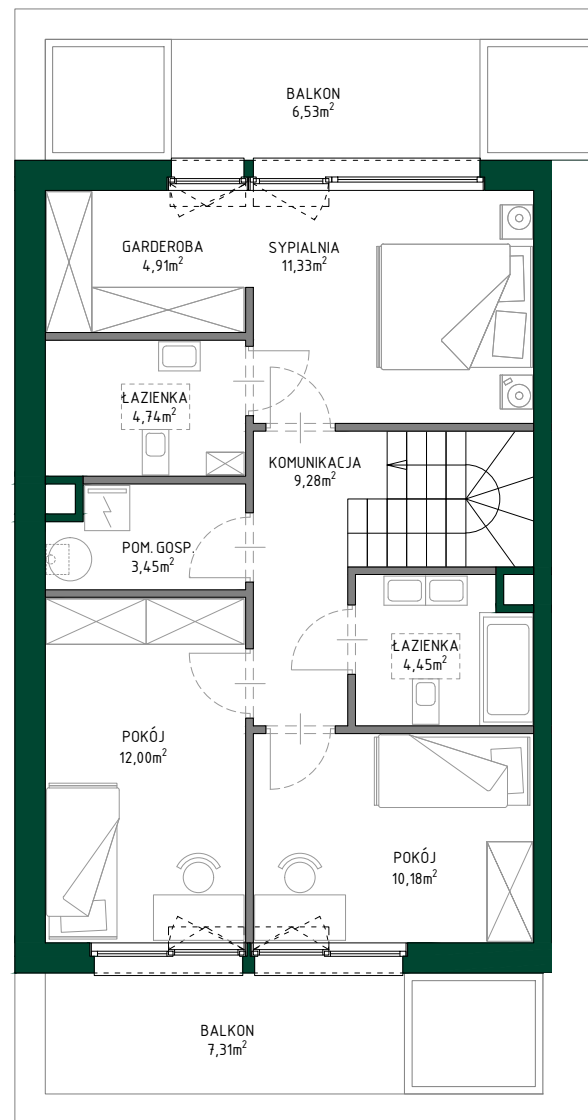 BALKON
6,53m²
GARDEROBA
4,91m²
SYPIALNIA
11,33m²
ŁAZIENKA
4,74m²
KOMUNIKACJA
9,28m²
POM. GOSP.
3,45m²
ŁAZIENKA
4,45m²
POKÓJ
12,00m²
POKÓJ
10,18m²
BALKON
7,31m²